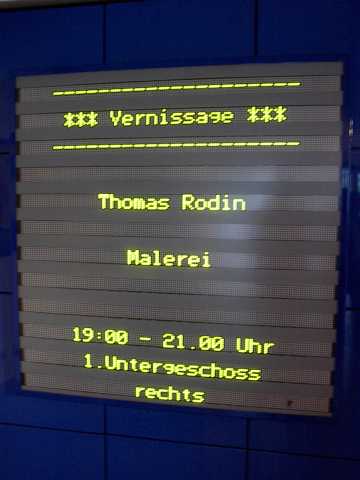 --------------------
*** Vernissage ***
--------------------
Thomas Rodin
Malerei
19:00 - 21.00 Uhr
1.Untergeschoss
rechts